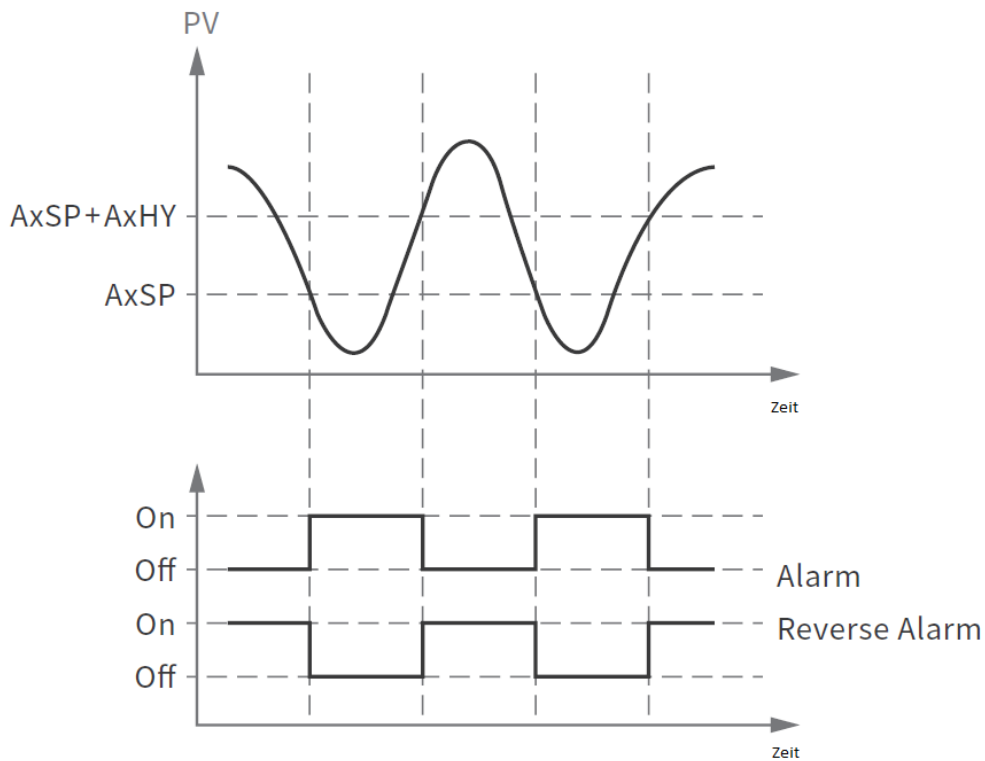 PV
AxSP+AxHY
AxSP
Zeit
On
Off
Alarm
On
Reverse Alarm
Off
Zeit